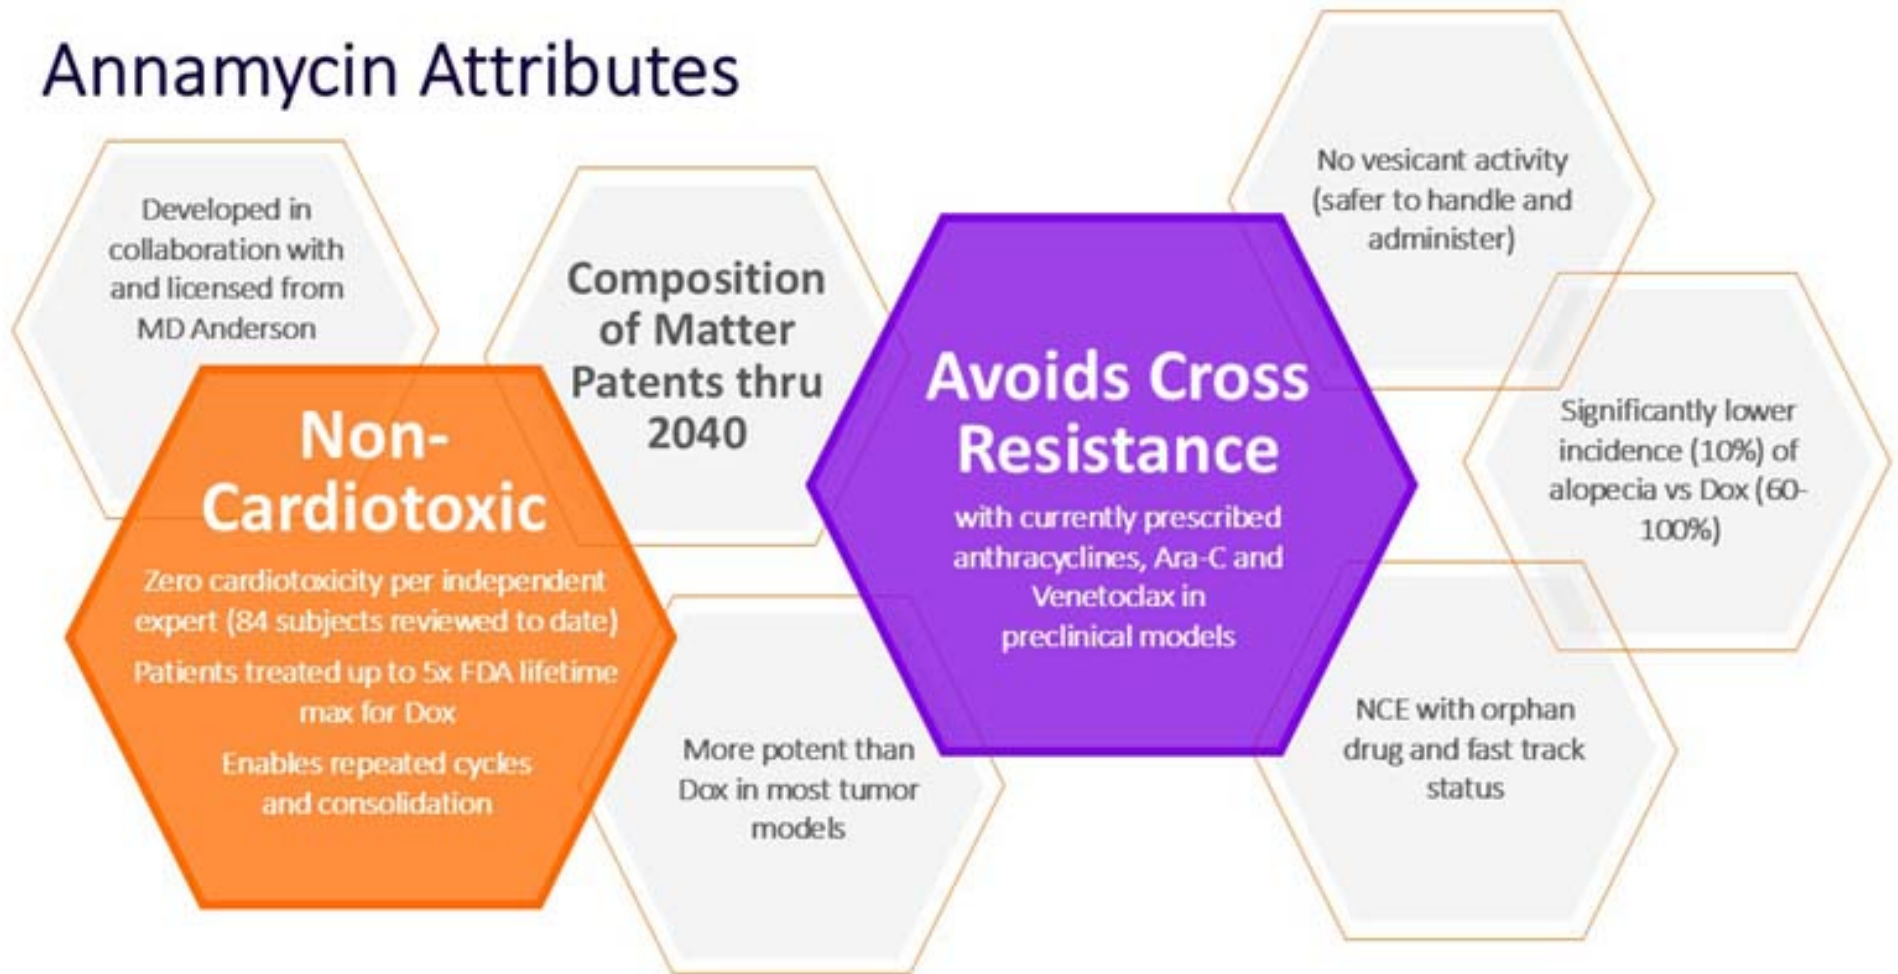 Annamycin Attributes
Developed in
collaboration with
and licensed from
MD Anderson
Non-
Cardiotoxic
Zero cardiotoxicity per independent
expert (84 subjects reviewed to date)
Patients treated up to 5x FDA lifetime
max for Dox
Enables repeated cycles
and consolidation
Composition
of Matter
Patents thru
2040
More potent than
Dox in most tumor
models
Avoids Cross
Resistance
with currently prescribed
anthracyclines, Ara-C and
Venetoclax in
preclinical models
No vesicant activity
(safer to handle and
administer)
Significantly lower
incidence (10%) of
alopecia vs Dox (60-
100%)
NCE with orphan
drug and fast track
status